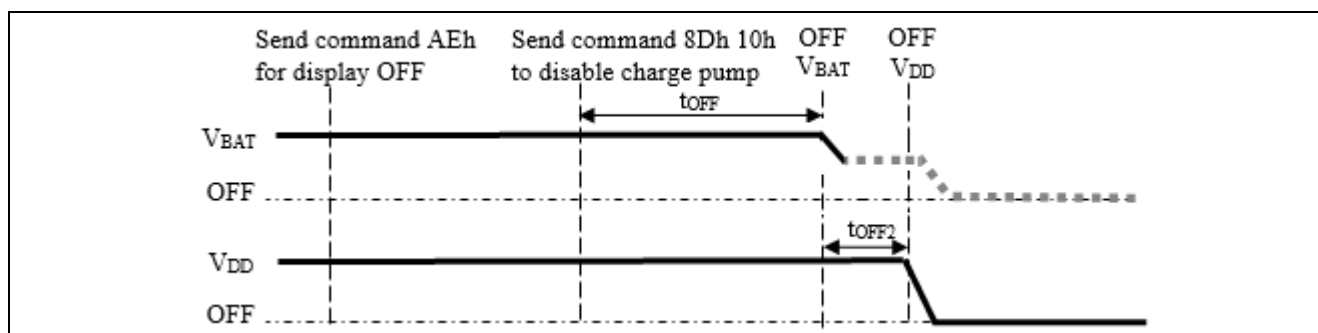 Send command AEh
for display OFF
Send command 8Dh 10h
to disable charge pump
OFF
VBAT
OFF
VDD
tOFF
VBAT
OFF
tOFF2
VDD
OFF